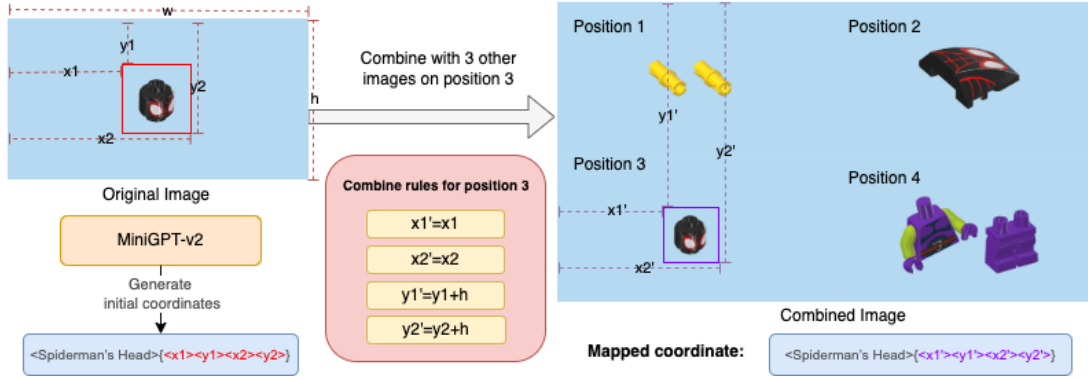 w
y1
x1
y2
h
x2
Original Image
MiniGPT-v2
Generate
initial coordinates
<Spiderman's Head>{<x1><y1><x2><y2>}
Combine with 3 other
images on position 3
Combine rules for position 3
x1'=x1
x2'=x2
y1'=y1+h
y2'=y2+h
Position 1
Position 2
y1'
y2'
Position 3
Position 4
x1'
x2'
Combined Image
Mapped coordinate:
<Spiderman's Head>{<x1'><y1'><x2'><y2'>}